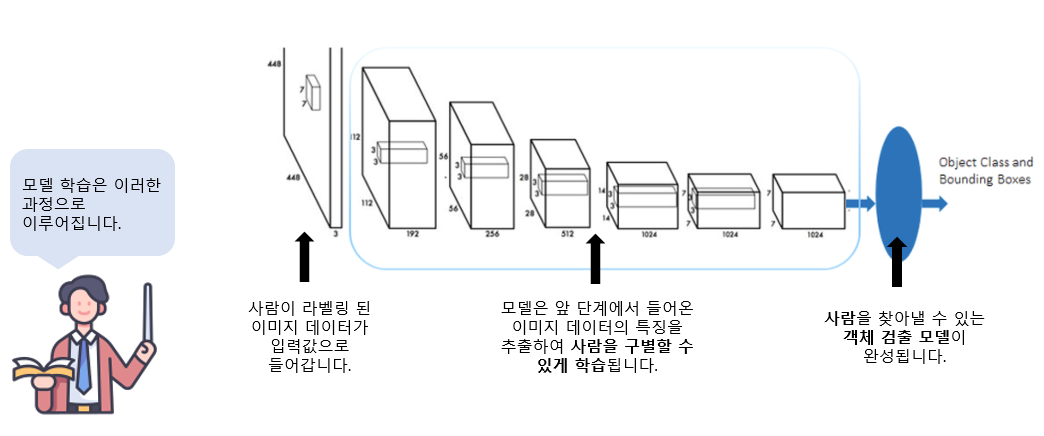 모델 학습은 이러한
과정으로
이루어집니다.
448
7
7
448
3
112
3
3
112
192
56
3
3
56
256
28
3
3
28
512
14
3
3
14
1024
7
3
3
7
1024
7
7
1024
Object Class and
Bounding Boxes
사람이 라벨링 된
이미지 데이터가
입력값으로
들어갑니다.
모델은 앞 단계에서 들어온
이미지 데이터의 특징을
추출하여 사람을 구별할 수
있게 학습됩니다.
사람을 찾아낼 수 있는
객체 검출 모델이
완성됩니다.